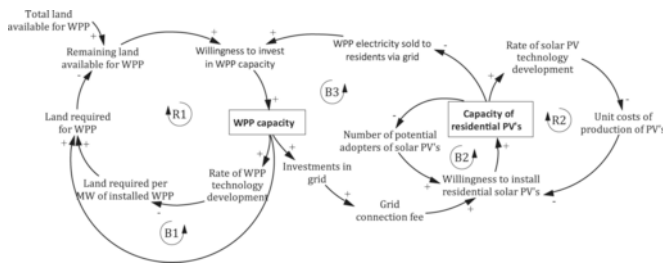 Total land
available for WPP
+
Remaining land
available for WPP
+
Willingness to invest
in WPP capacity
+
WPP electricity sold to
residents via grid
-
Rate of solar PV
technology
development
+
-
Land required
for WPP
-
R1
B3
+
WPP capacity
Number of potential
adopters of solar PV's
-
Capacity of
residential PV's
R2
Unit costs of
production of PV's
-
+
+
Land required per
MW of installed WPP
+
-
Rate of WPP
technology
development
+
Investments in
grid
+
+
B2
+
Willingness to install
residential solar PV's
+
+
-
B1
Grid
connection fee
+